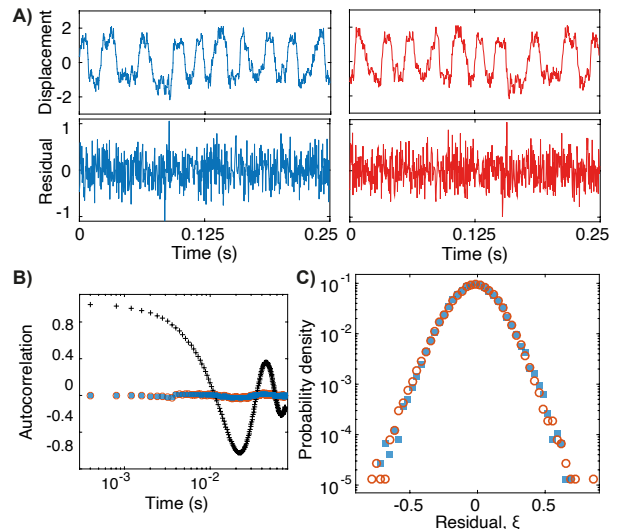 A)
Displacement
2
0
-2
Residual
1
0
-1
0 0.125 0.25 0 0.125 0.25
Time (s) Time (s)
B)
Autocorrelation
0.8
0.4
0
-0.4
-0.8
10-3 10-2
Time (s)
C)
Probability density
10-1
10-2
10-3
10-4
10-5
-0.5 0 0.5
Residual, ξ